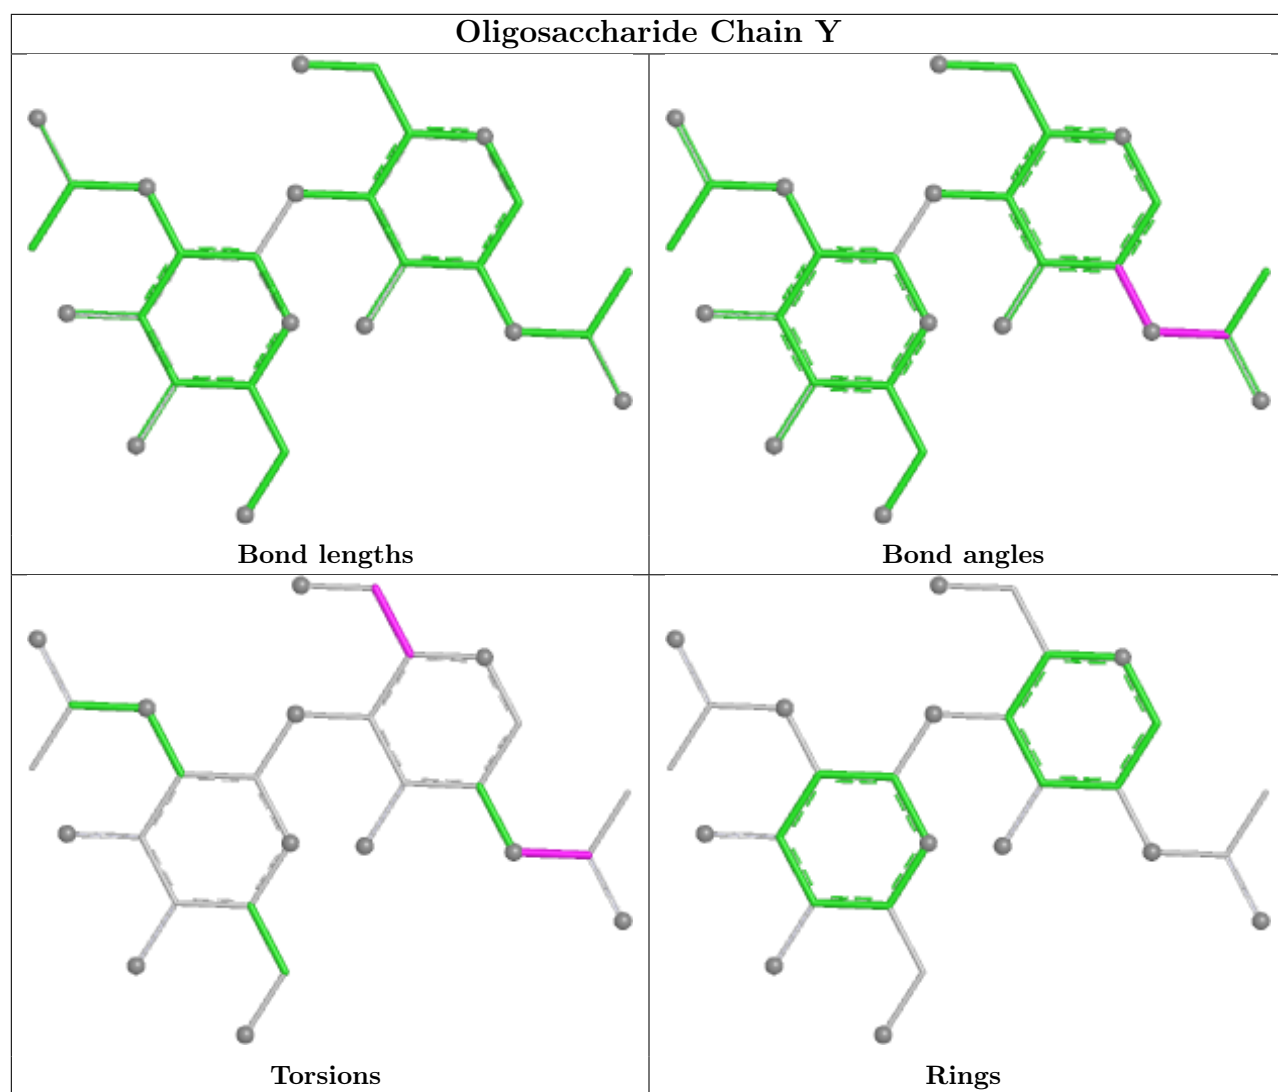 Oligosaccharide Chain Y
Bond lengths
Bond angles
Torsions
Rings